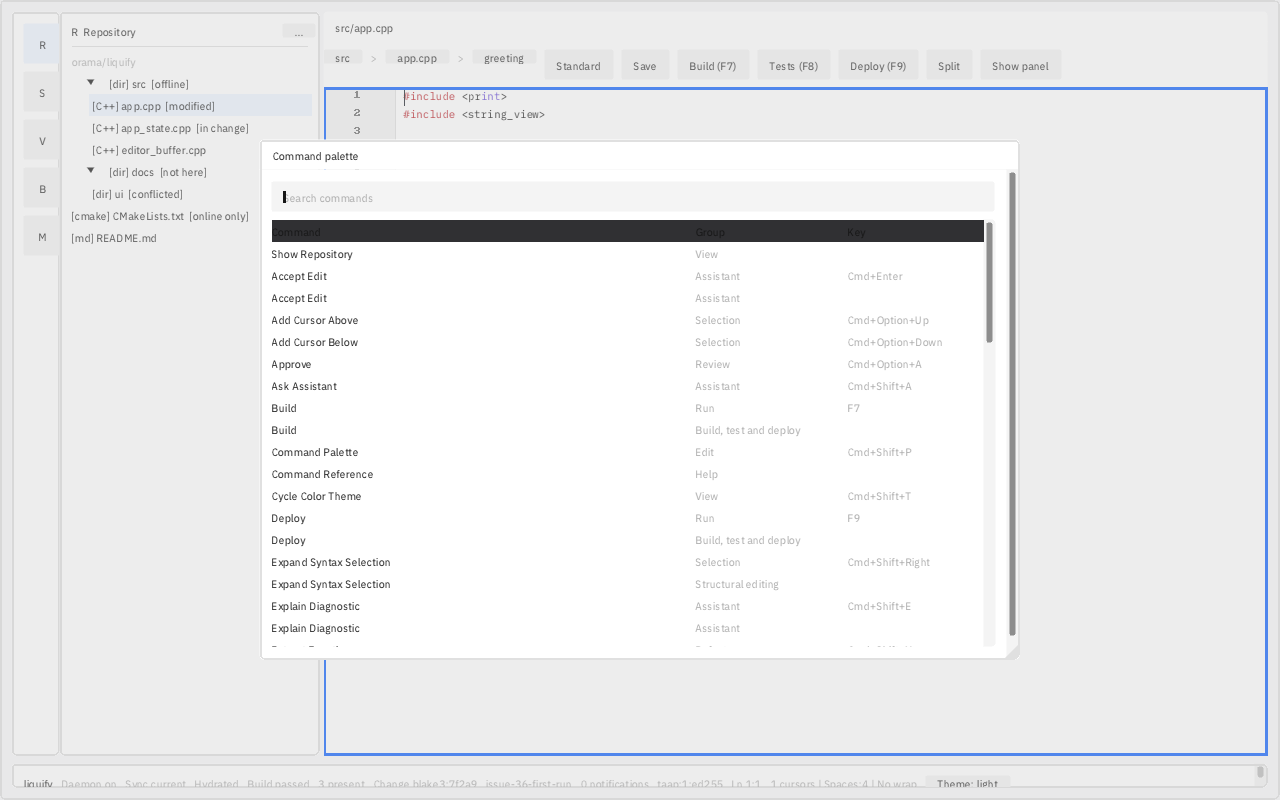 R
S
V
B
M
R Repository
...
orama/liquify
[dir] src [offline]
[C++] app.cpp [modified]
[C++] app_state.cpp [in change]
[C++] editor_buffer.cpp
[dir] docs [not here]
[dir] ui [conflicted]
[cmake] CMakeLists.txt [online only]
[md] README.md
src/app.cpp
src > app.cpp > greeting Standard Save Build (F7) Tests (F8) Deploy (F9) Split Show panel
1 #include <print>
2 #include <string_view>
3
Command palette
Search commands
Command Group Key
Show Repository View
Accept Edit Assistant Cmd+Enter
Accept Edit Assistant
Add Cursor Above Selection Cmd+Option+Up
Add Cursor Below Selection Cmd+Option+Down
Approve Review Cmd+Option+A
Ask Assistant Assistant Cmd+Shift+A
Build Run F7
Build Build, test and deploy
Command Palette Edit Cmd+Shift+P
Command Reference Help
Cycle Color Theme View Cmd+Shift+T
Deploy Run F9
Deploy Build, test and deploy
Expand Syntax Selection Selection Cmd+Shift+Right
Expand Syntax Selection Structural editing
Explain Diagnostic Assistant Cmd+Shift+E
Explain Diagnostic Assistant
liquify Daemon on Sync current Hydrated Build passed 3 present Change blake3:7f2a9 issue-36-first-run 0 notifications Ln 1:1 1 cursors | Spaces:4 | No wrap Theme: light